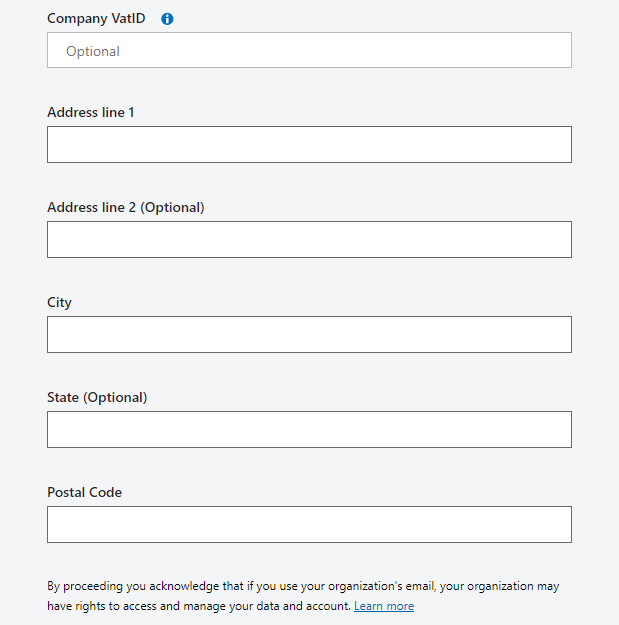 Company VatID
Optional
Address line 1
Address line 2 (Optional)
City
State (Optional)
Postal Code
By proceeding you acknowledge that if you use your organization's email, your organization may
have rights to access and manage your data and account. Learn more